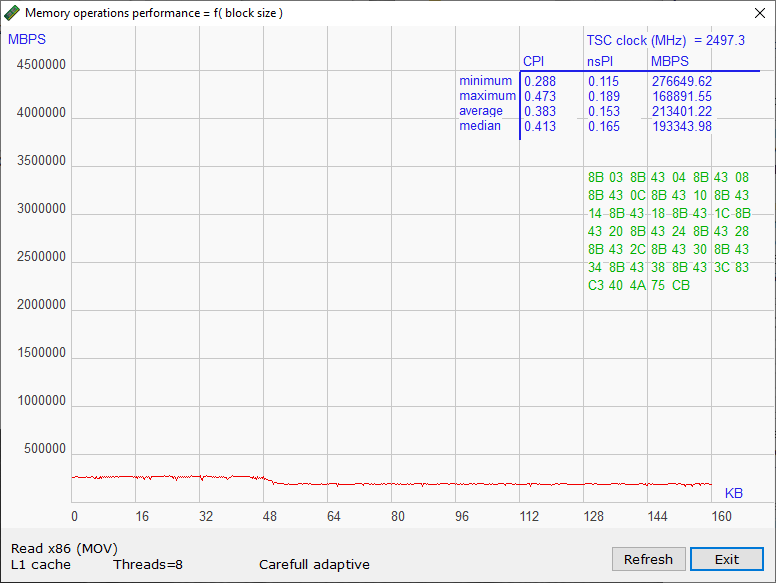 Memory operations performance = f( block size )
MBPS
TSC clock (MHz) = 2497.3
CPI nsPI MBPS
minimum 0.288 0.115 276649.62
maximum 0.473 0.189 168891.55
average 0.383 0.153 213401.22
median 0.413 0.165 193343.98
4500000
4000000
3500000
3000000
2500000
2000000
1500000
1000000
500000
8B 03 8B 43 04 8B 43 08
8B 43 0C 8B 43 10 8B 43
14 8B 43 18 8B 43 1C 8B
43 20 8B 43 24 8B 43 28
8B 43 2C 8B 43 30 8B 43
34 8B 43 38 8B 43 3C 83
C3 40 4A 75 CB
KB
0 16 32 48 64 80 96 112 128 144 160
Read x86 (MOV)
L1 cache Threads=8 Carefull adaptive
Refresh Exit